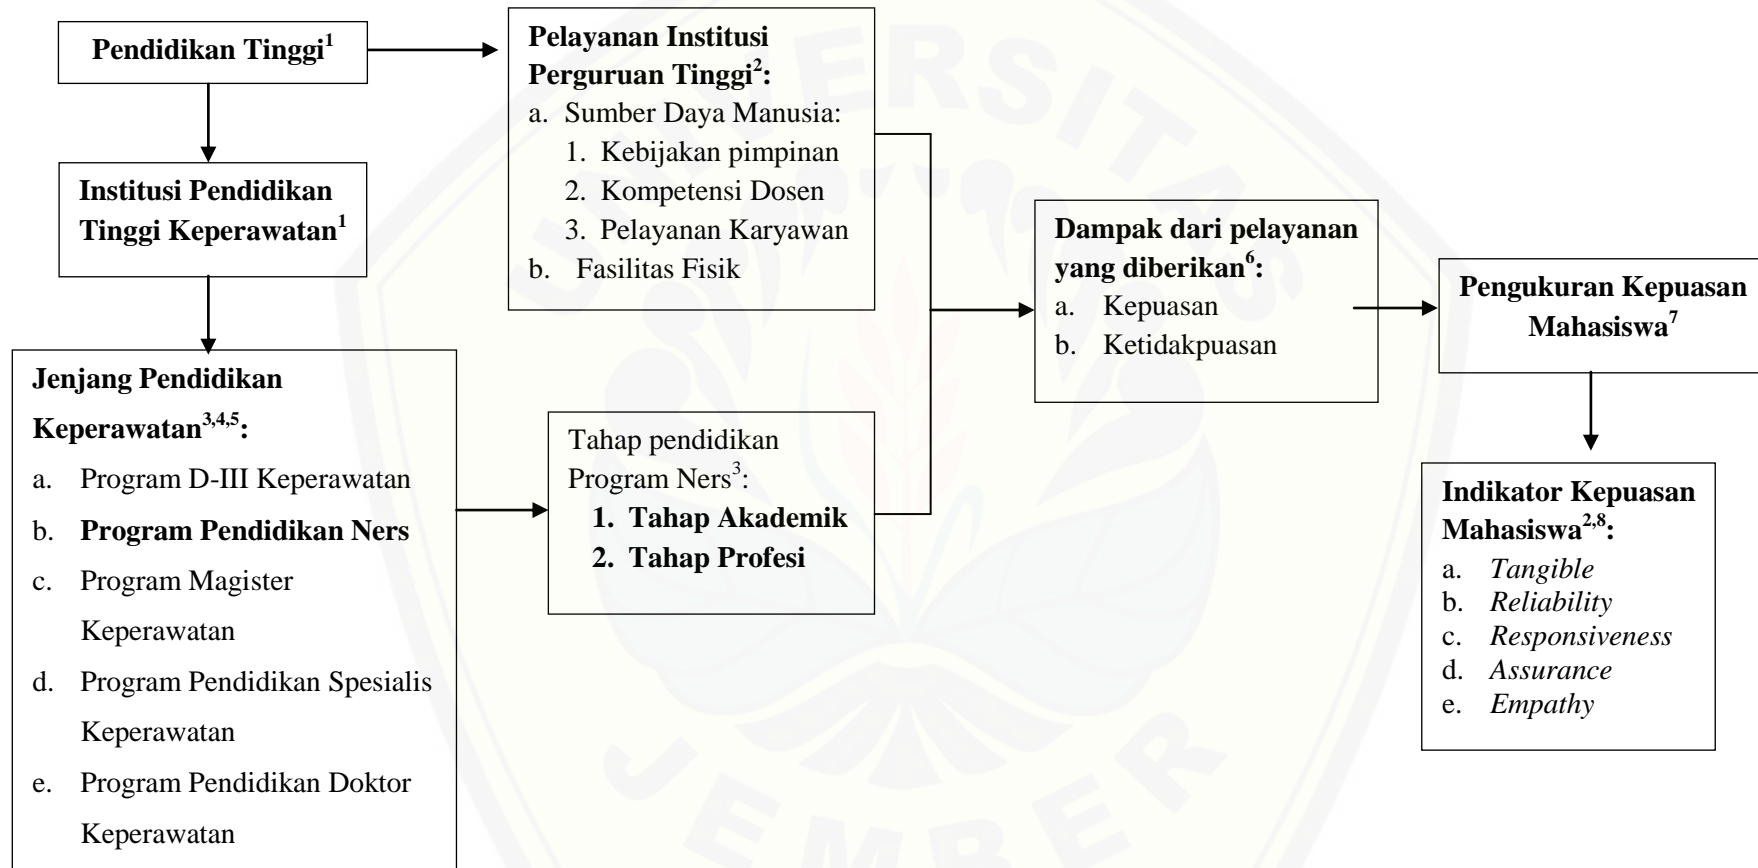 Pendidikan Tinggi¹
Institusi Pendidikan
Tinggi Keperawatan¹
Jenjang Pendidikan
Keperawatan³,⁴,⁵:
a. Program D-III Keperawatan
b. Program Pendidikan Ners
c. Program Magister
Keperawatan
d. Program Pendidikan Spesialis
Keperawatan
e. Program Pendidikan Doktor
Keperawatan
Pelayanan Institusi
Perguruan Tinggi²:
a. Sumber Daya Manusia:
1. Kebijakan pimpinan
2. Kompetensi Dosen
3. Pelayanan Karyawan
b. Fasilitas Fisik
Tahap pendidikan
Program Ners³:
1. Tahap Akademik
2. Tahap Profesi
Dampak dari pelayanan
yang diberikan⁶:
a. Kepuasan
b. Ketidakpuasan
Pengukuran Kepuasan
Mahasiswa⁷
Indikator Kepuasan
Mahasiswa²,⁸:
a. Tangible
b. Reliability
c. Responsiveness
d. Assurance
e. Empathy
UNIVERSITAS
JEMBER